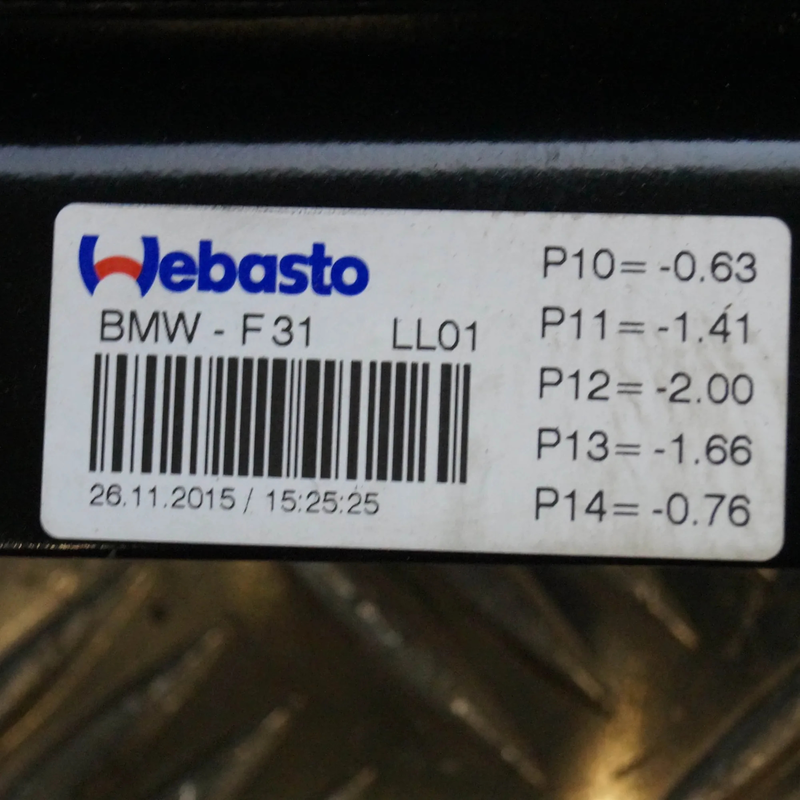 Webasto
BMW - F31 LL01
26.11.2015 / 15:25:25
P10= -0.63
P11= -1.41
P12= -2.00
P13= -1.66
P14= -0.76